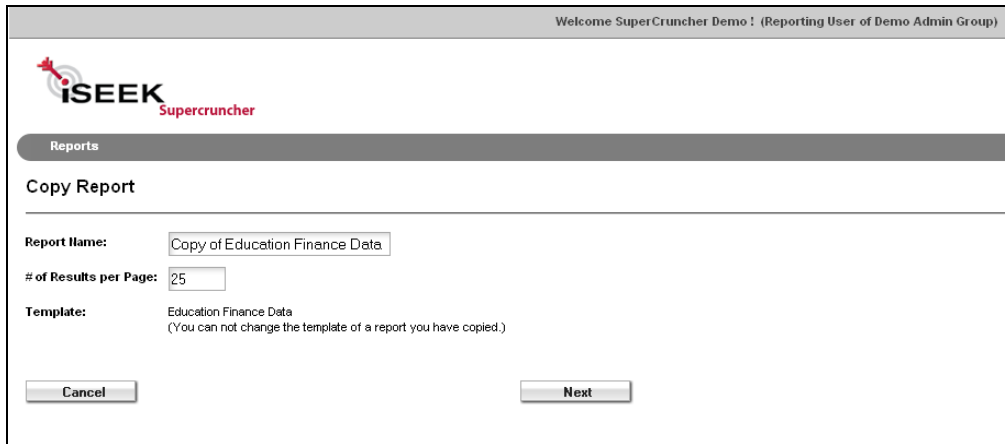 Welcome SuperCruncher Demo ! (Reporting User of Demo Admin Group)
iSEEK
Supercruncher
Reports
Copy Report
Report Name: Copy of Education Finance Data
# of Results per Page: 25
Template: Education Finance Data
(You can not change the template of a report you have copied.)
Cancel Next